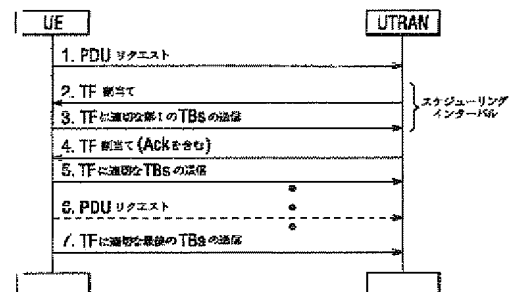 UE
UTRAN
1. PDU リクエスト
2. TF 割当て
3. TFに適切な第1のTBsの送信
スケジューリング
インターバル
4. TF 割当て(Ackを含む)
5. TFに適切なTBsの送信
6. PDU リクエスト
7. TFに適切な最後のTBsの送信